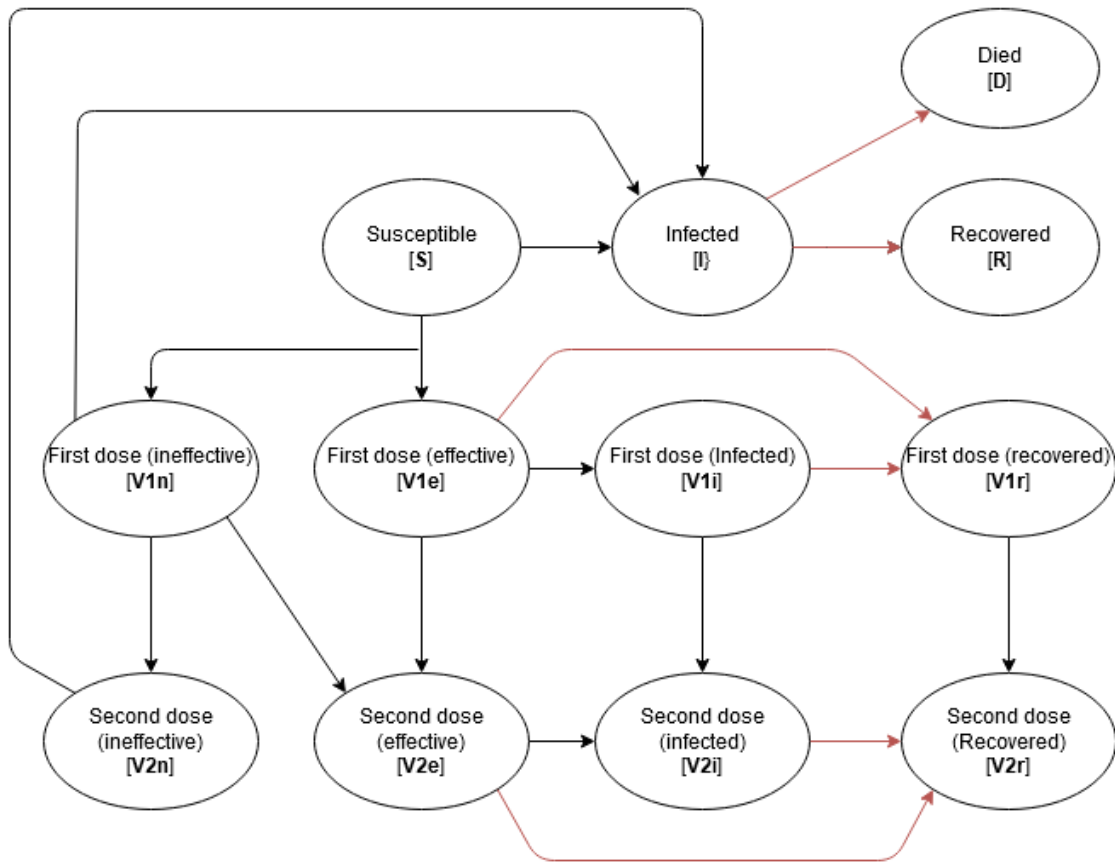 Died
[D]
Susceptible
[S]
Infected
[I}
Recovered
[R]
First dose (ineffective)
[V1n]
First dose (effective)
[V1e]
First dose (Infected)
[V1i]
First dose (recovered)
[V1r]
Second dose
(ineffective)
[V2n]
Second dose
(effective)
[V2e]
Second dose
(infected)
[V2i]
Second dose
(Recovered)
[V2r]